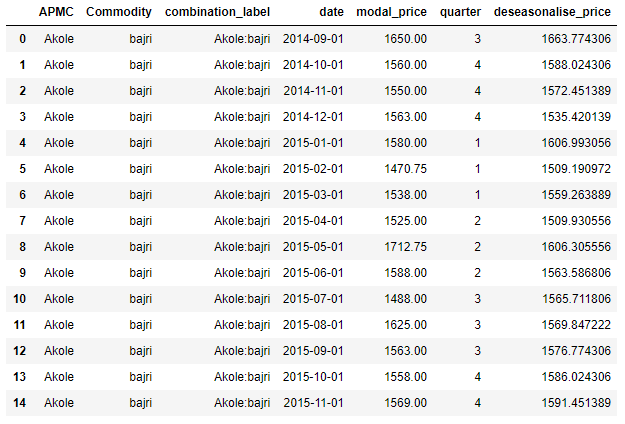 APMC Commodity combination_label date modal_price quarter deseasonalise_price
0 Akole bajri Akole:bajri 2014-09-01 1650.00 3 1663.774306
1 Akole bajri Akole:bajri 2014-10-01 1560.00 4 1588.024306
2 Akole bajri Akole:bajri 2014-11-01 1550.00 4 1572.451389
3 Akole bajri Akole:bajri 2014-12-01 1563.00 4 1535.420139
4 Akole bajri Akole:bajri 2015-01-01 1580.00 1 1606.993056
5 Akole bajri Akole:bajri 2015-02-01 1470.75 1 1509.190972
6 Akole bajri Akole:bajri 2015-03-01 1538.00 1 1559.263889
7 Akole bajri Akole:bajri 2015-04-01 1525.00 2 1509.930556
8 Akole bajri Akole:bajri 2015-05-01 1712.75 2 1606.305556
9 Akole bajri Akole:bajri 2015-06-01 1588.00 2 1563.586806
10 Akole bajri Akole:bajri 2015-07-01 1488.00 3 1565.711806
11 Akole bajri Akole:bajri 2015-08-01 1625.00 3 1569.847222
12 Akole bajri Akole:bajri 2015-09-01 1563.00 3 1576.774306
13 Akole bajri Akole:bajri 2015-10-01 1558.00 4 1586.024306
14 Akole bajri Akole:bajri 2015-11-01 1569.00 4 1591.451389